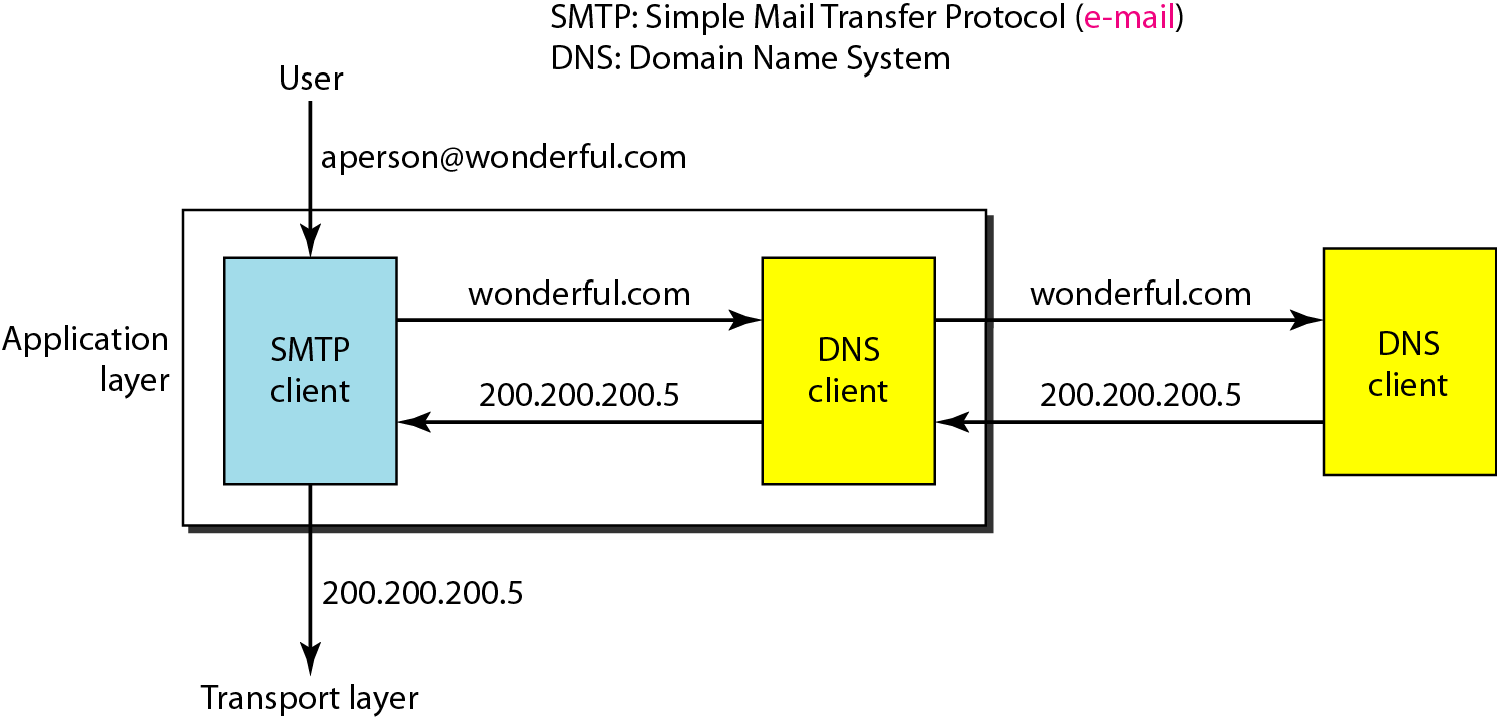 SMTP: Simple Mail Transfer Protocol (e-mail)
DNS: Domain Name System
User
aperson@wonderful.com
Application
layer
SMTP
client
wonderful.com
200.200.200.5
DNS
client
wonderful.com
200.200.200.5
DNS
client
200.200.200.5
Transport layer